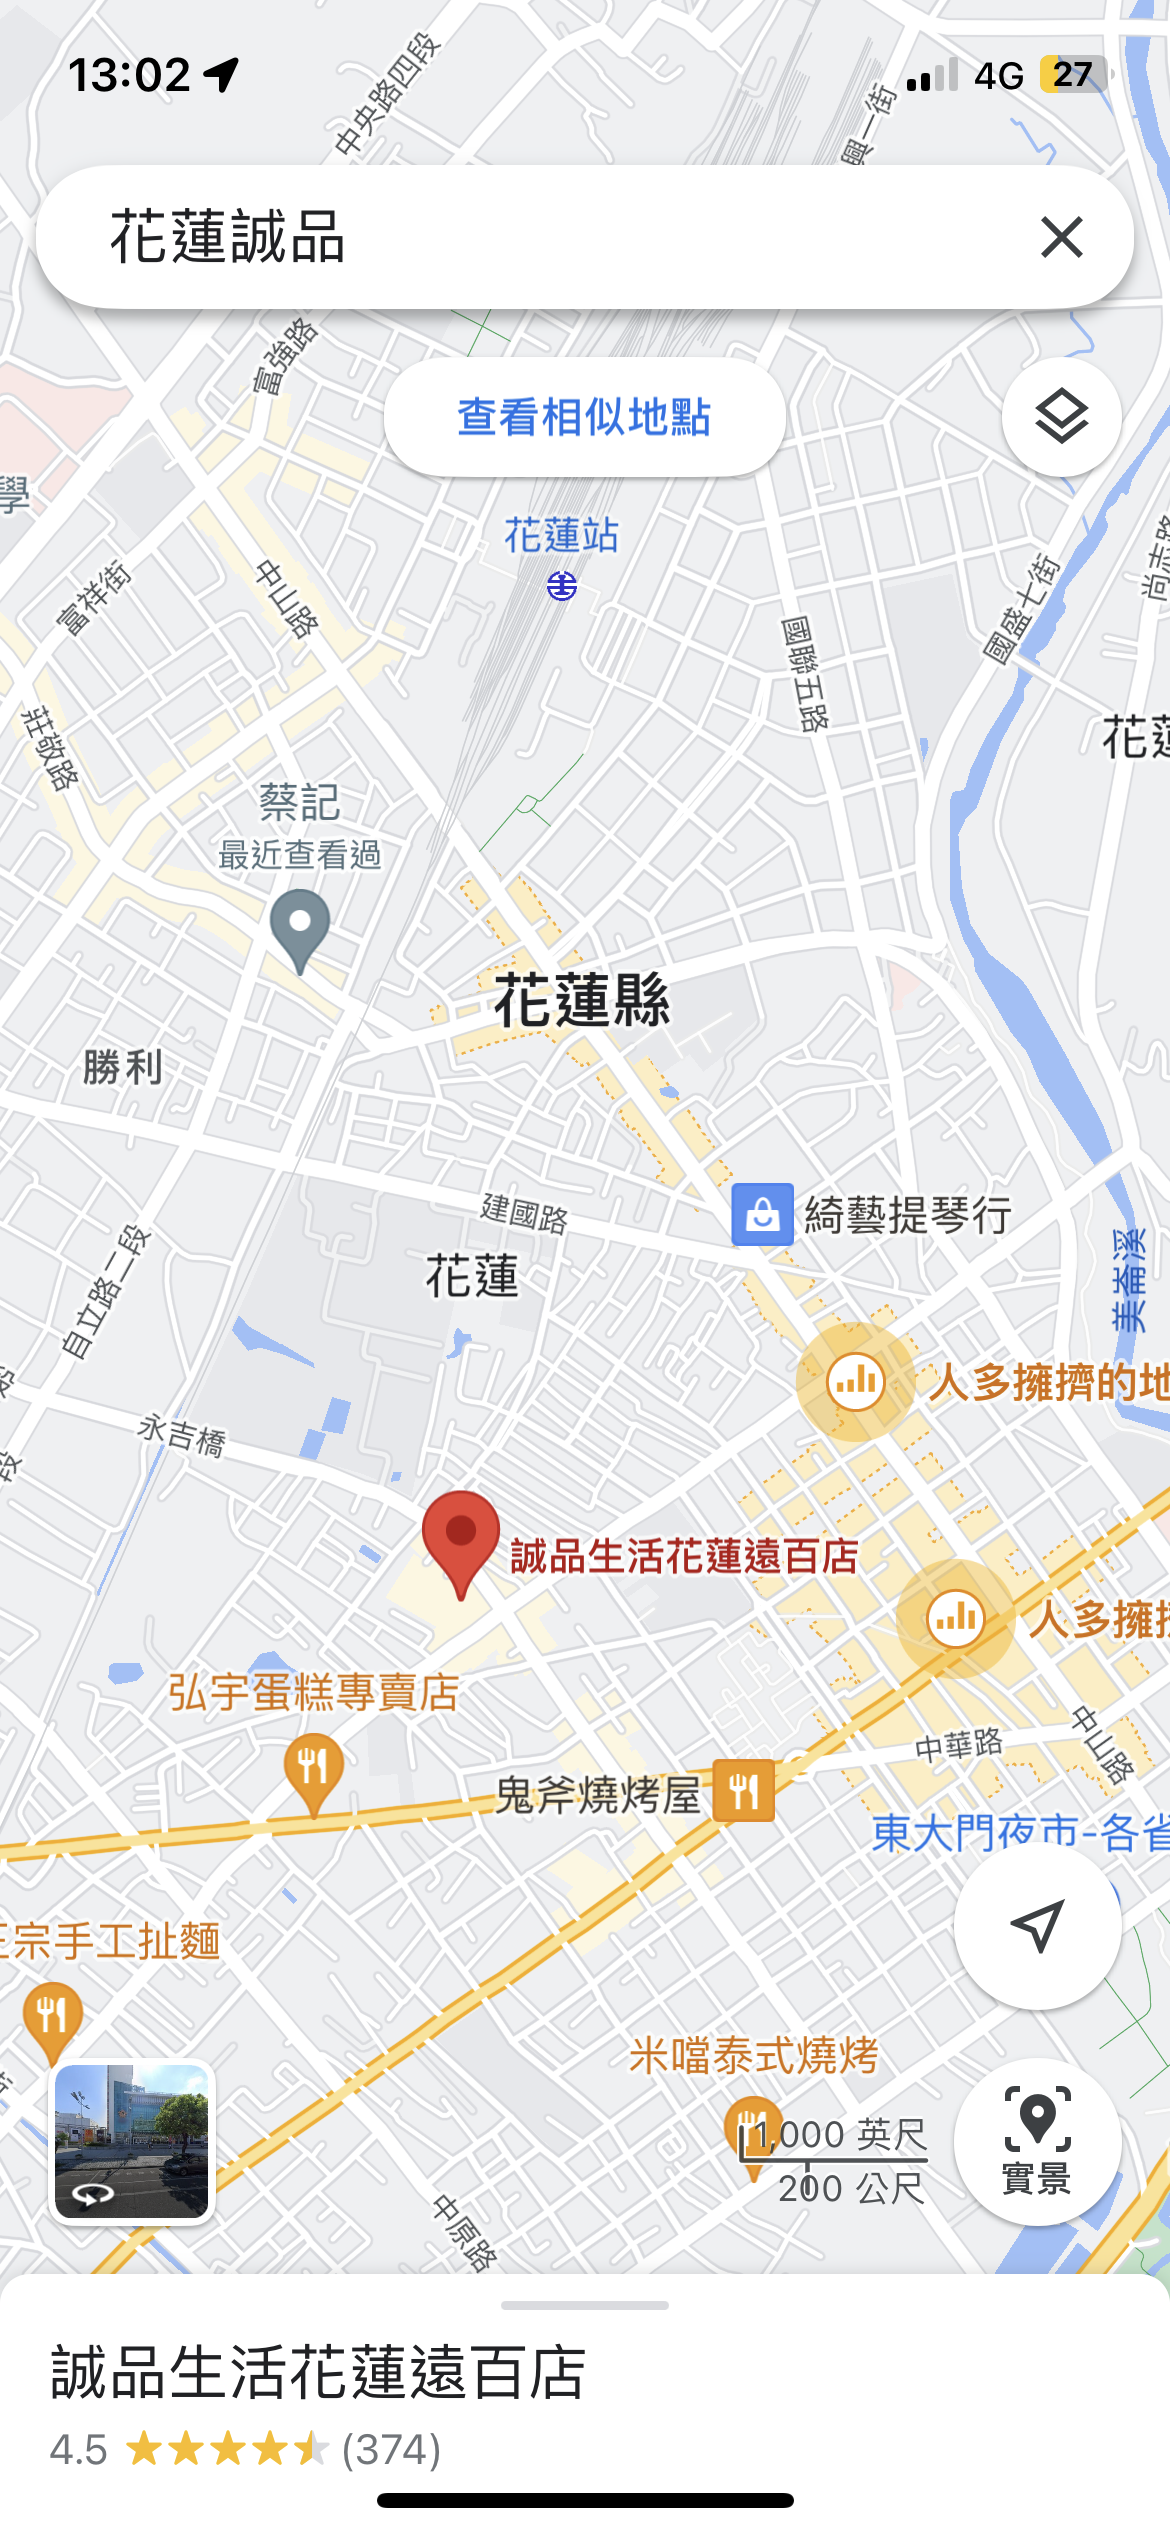 13:02
4G 27
中央路四段
興一街
花蓮誠品
富強路
查看相似地點
學
花蓮站
尚志路
國盛七街
富祥街
中山路
國聯五路
莊敬路
花蓮
蔡記
最近查看過
花蓮縣
勝利
建國路
綺藝提琴行
花蓮
自立路二段
美崙溪
段
人多擁擠的地
永吉橋
段
誠品生活花蓮遠百店
人多擁擠
弘宇蛋糕專賣店
中華路
中山路
鬼斧燒烤屋
東大門夜市-各省
正宗手工扯麵
米噹泰式燒烤
街
1,000 英尺
200 公尺
實景
中原路
誠品生活花蓮遠百店
4.5 (374)